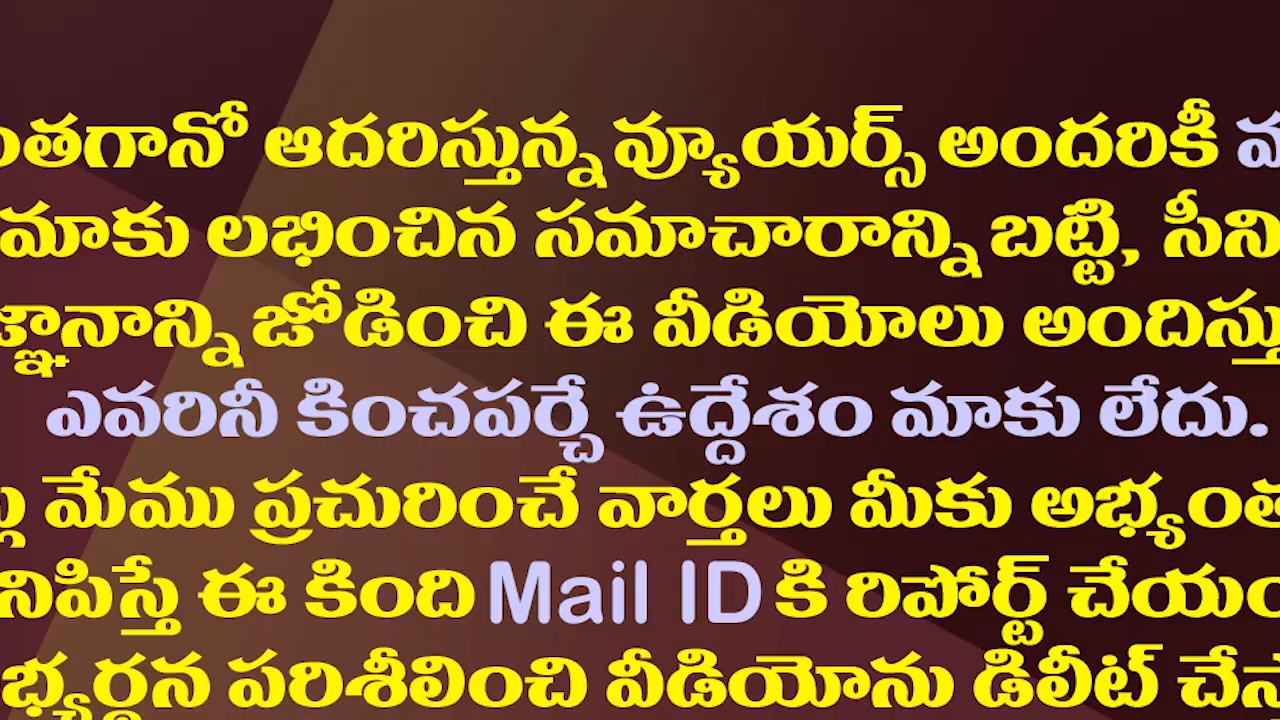 ంతగానో ఆదరిస్తున్న వ్యూయర్స్ అందరికీ
మాకు లభించిన సమాచారాన్ని బట్టి, సీని
జ్ఞానాన్ని జోడించి ఈ వీడియోలు అందిస్తు
ఎవరినీ కించపర్చే ఉద్దేశం మాకు లేదు.
మేము ప్రచురించే వార్తలు మీకు అభ్యంత
నిపిస్తే ఈ కింది Mail ID కి రిపోర్ట్ చేయం
భ్యర్థన పరిశీలించి వీడియోను డిలీట్ చేస